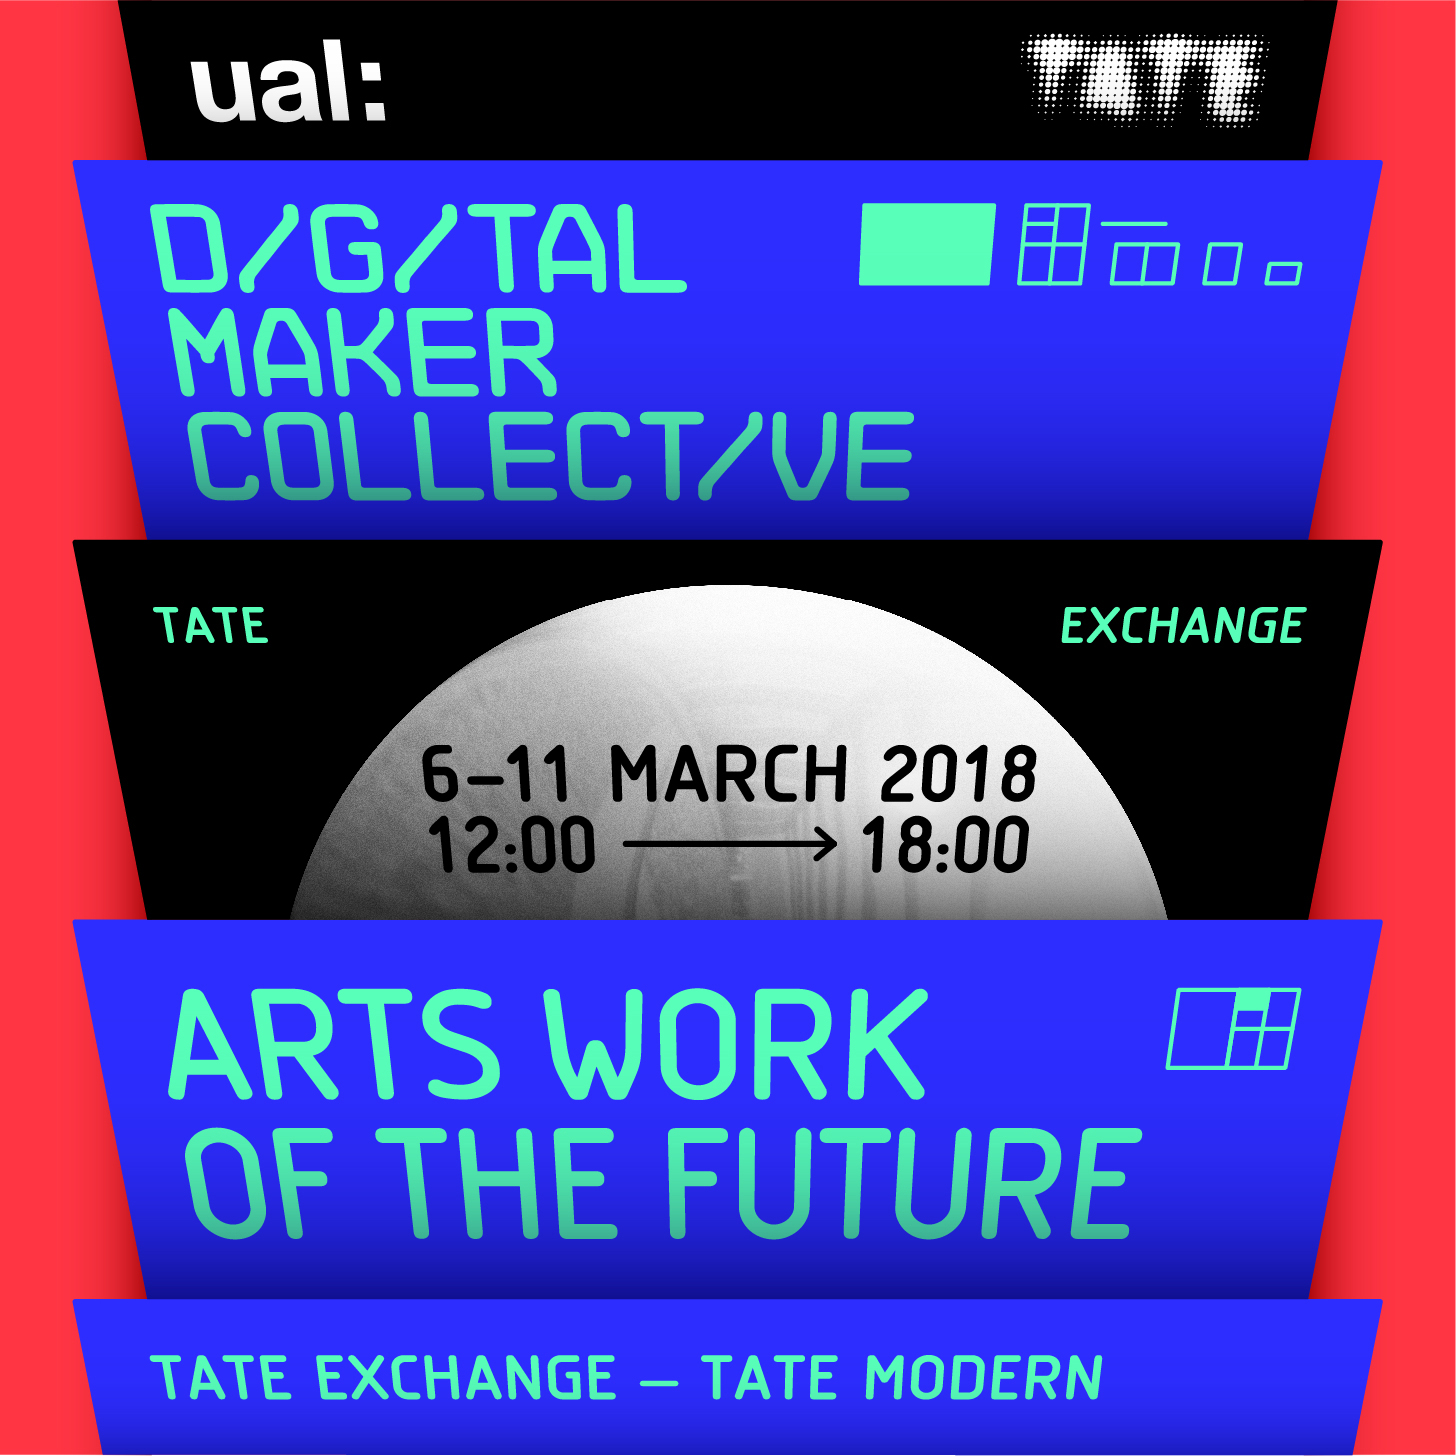 ual:
TATE
D/G/TAL
MAKER
COLLECT/VE
TATE
EXCHANGE
6–11 MARCH 2018
12:00 → 18:00
ARTS WORK
OF THE FUTURE
TATE EXCHANGE – TATE MODERN